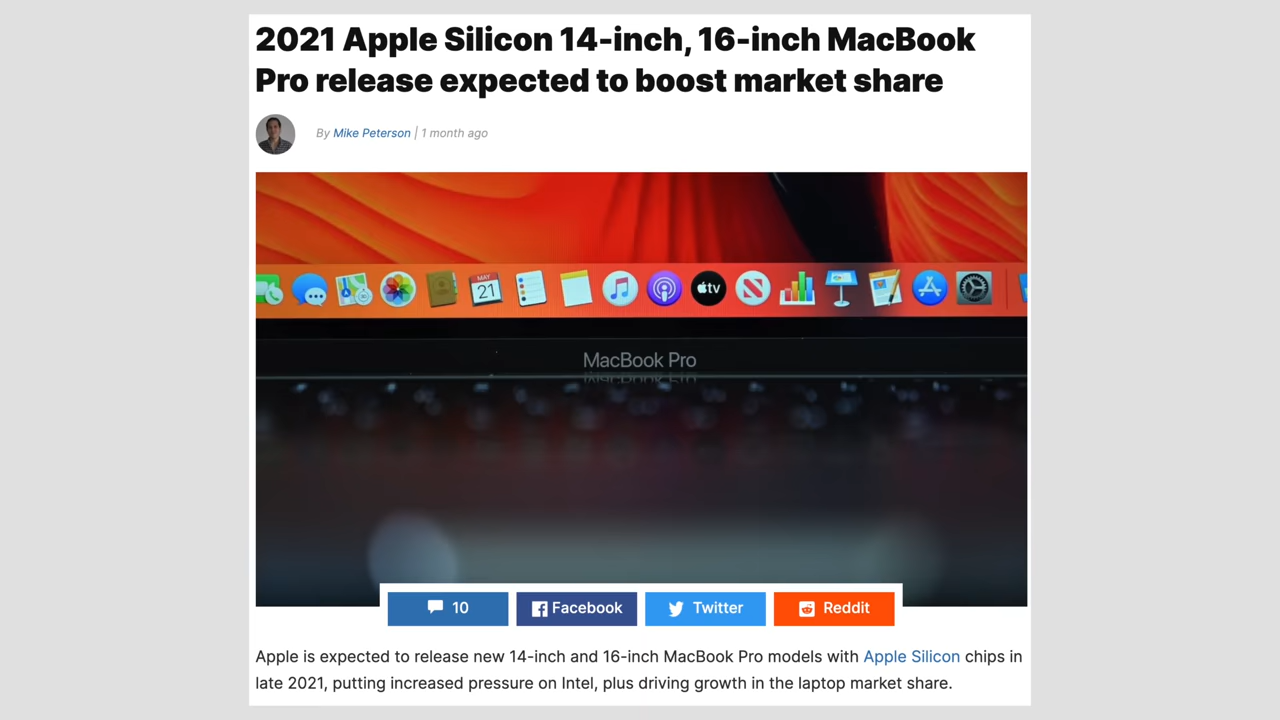 2021 Apple Silicon 14-inch, 16-inch MacBook
Pro release expected to boost market share
By Mike Peterson | 1 month ago
MAY
21
tv
MacBook Pro
10
Facebook
Twitter
Reddit
Apple is expected to release new 14-inch and 16-inch MacBook Pro models with Apple Silicon chips in
late 2021, putting increased pressure on Intel, plus driving growth in the laptop market share.